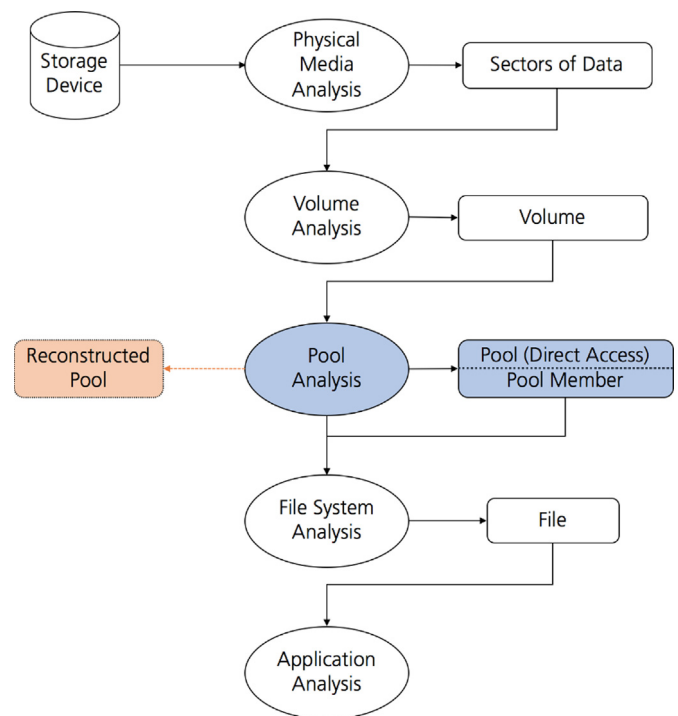 Storage
Device
Physical
Media
Analysis
Sectors of Data
Volume
Analysis
Volume
Reconstructed
Pool
Pool
Analysis
Pool (Direct Access)
Pool Member
File System
Analysis
File
Application
Analysis